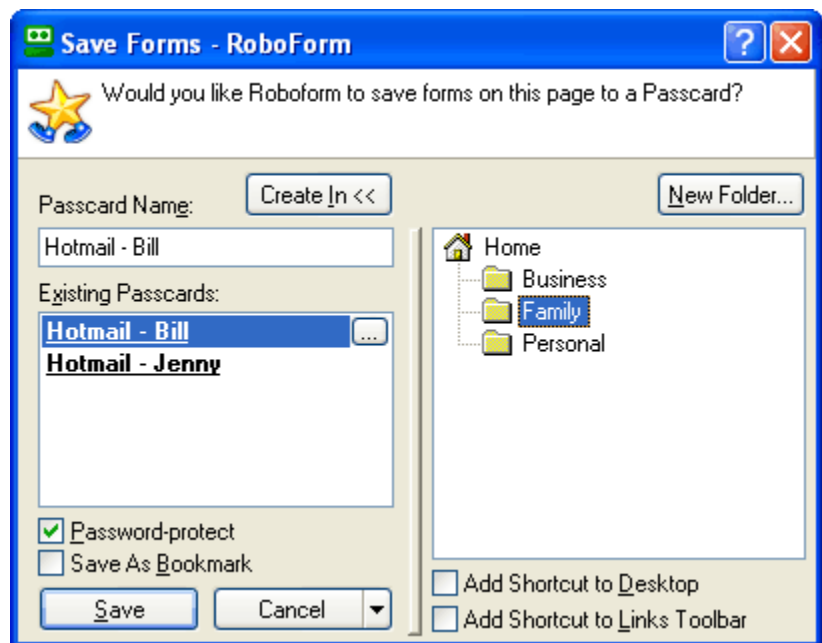 Save Forms - RoboForm
Would you like Roboform to save forms on this page to a Passcard?
Passcard Name:
Create In <<
New Folder...
Hotmail - Bill
Existing Passcards:
Hotmail - Bill
...
Hotmail - Jenny
Home
Business
Family
Personal
Password-protect
Save As Bookmark
Save
Cancel
Add Shortcut to Desktop
Add Shortcut to Links Toolbar